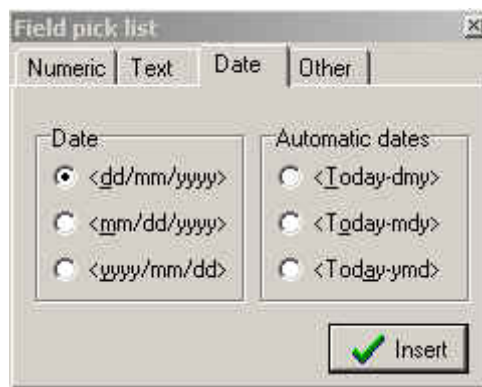 Field pick list
Numeric Text Date Other
Date
<dd/mm/yyyy>
<mm/dd/yyyy>
<yyyy/mm/dd>
Automatic dates
<Today-dmy>
<Today-mdy>
<Today-ymd>
Insert